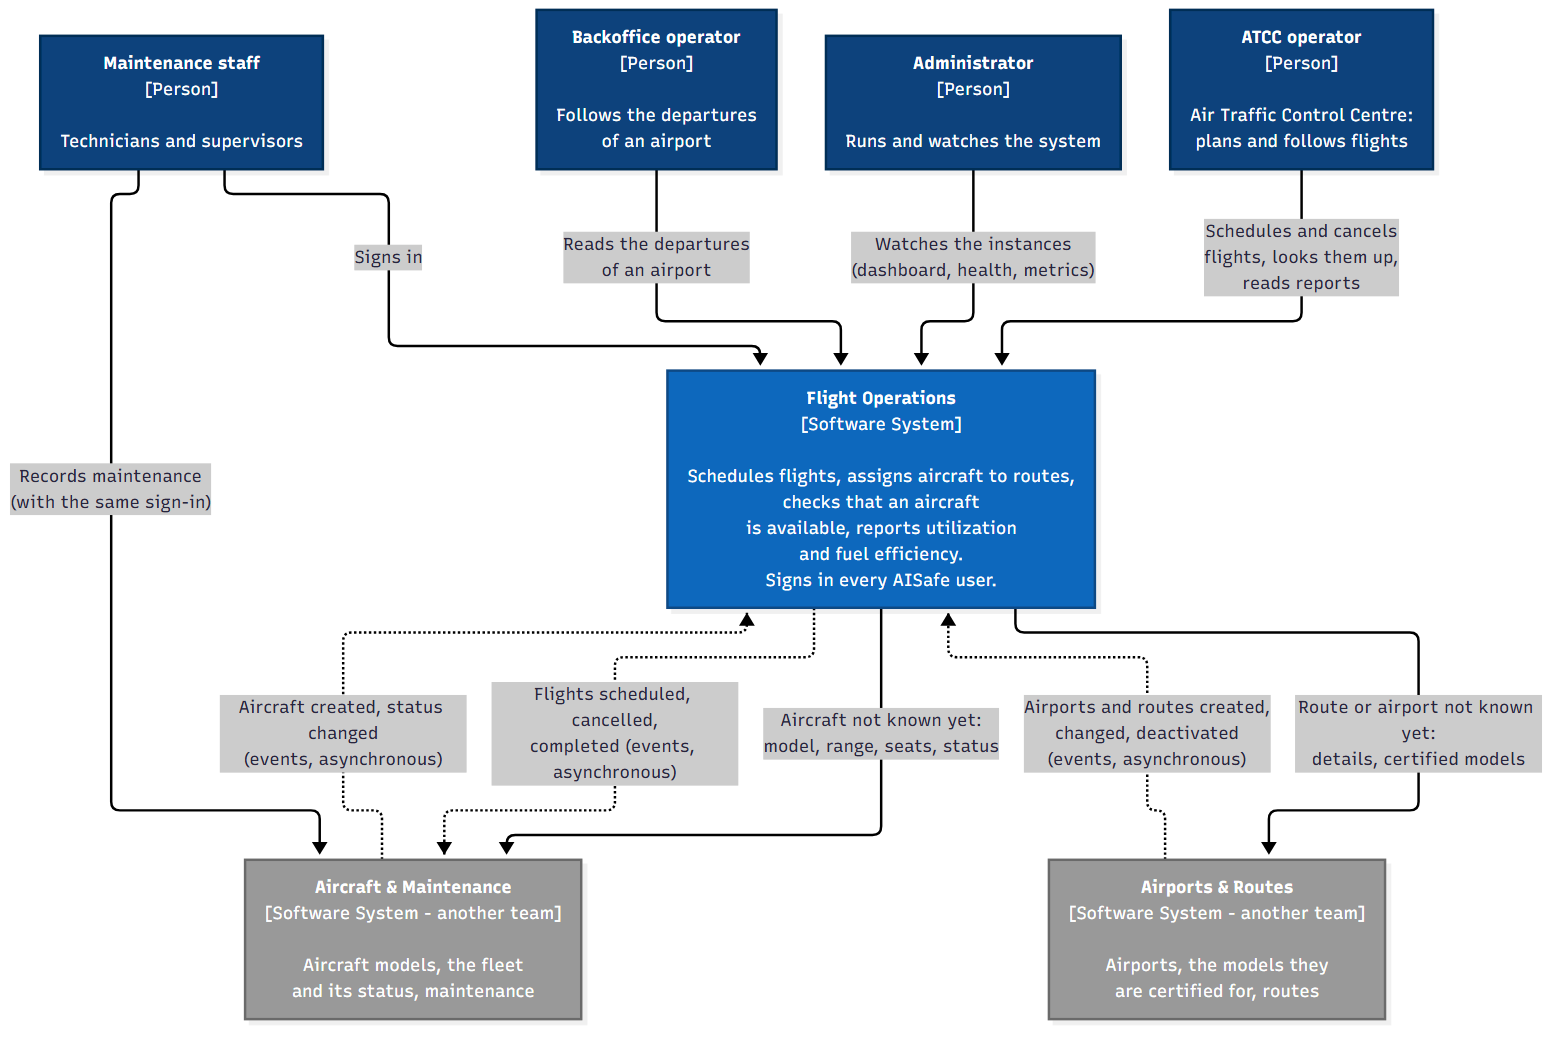 Maintenance staff
[Person]
Technicians and supervisors
Backoffice operator
[Person]
Follows the departures
of an airport
Administrator
[Person]
Runs and watches the system
ATCC operator
[Person]
Air Traffic Control Centre:
plans and follows flights
Signs in
Reads the departures
of an airport
Watches the instances
(dashboard, health, metrics)
Schedules and cancels
flights, looks them up,
reads reports
Records maintenance
(with the same sign-in)
Flight Operations
[Software System]
Schedules flights, assigns aircraft to routes,
checks that an aircraft
is available, reports utilization
and fuel efficiency.
Signs in every AISafe user.
Aircraft created, status
changed
(events, asynchronous)
Flights scheduled,
cancelled,
completed (events,
asynchronous)
Aircraft not known yet:
model, range, seats, status
Airports and routes created,
changed, deactivated
(events, asynchronous)
Route or airport not known
yet:
details, certified models
Aircraft & Maintenance
[Software System - another team]
Aircraft models, the fleet
and its status, maintenance
Airports & Routes
[Software System - another team]
Airports, the models they
are certified for, routes